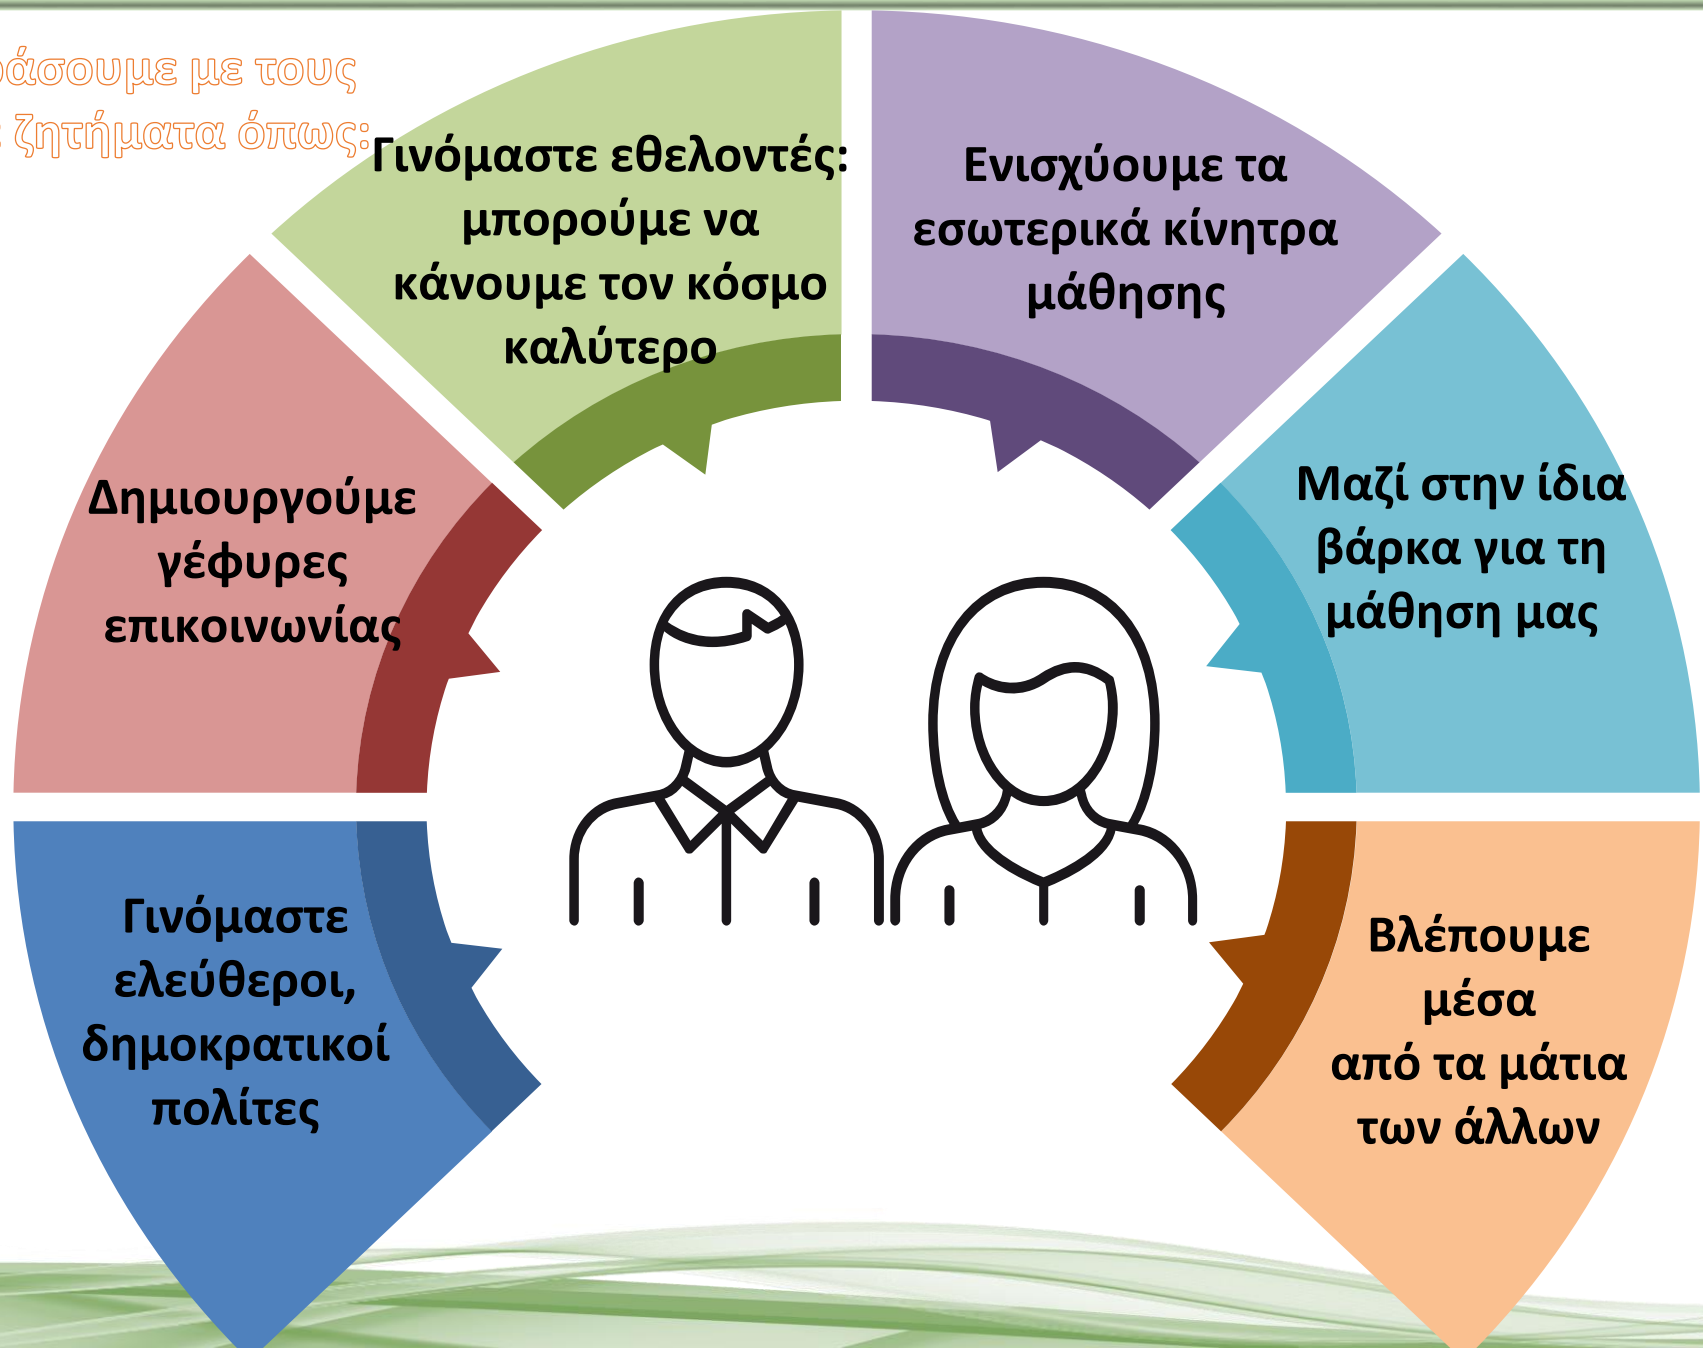 με τους
ζητήματα όπως:
Γινόμαστε εθελοντές:
μπορούμε να
κάνουμε τον κόσμο
καλύτερο
Ενισχύουμε τα
εσωτερικά κίνητρα
μάθησης
Δημιουργούμε
γέφυρες
επικοινωνίας
Μαζί στην ίδια
βάρκα για τη
μάθηση μας
Γινόμαστε
ελεύθεροι,
δημοκρατικοί
πολίτες
Βλέπουμε
μέσα
από τα μάτια
των άλλων